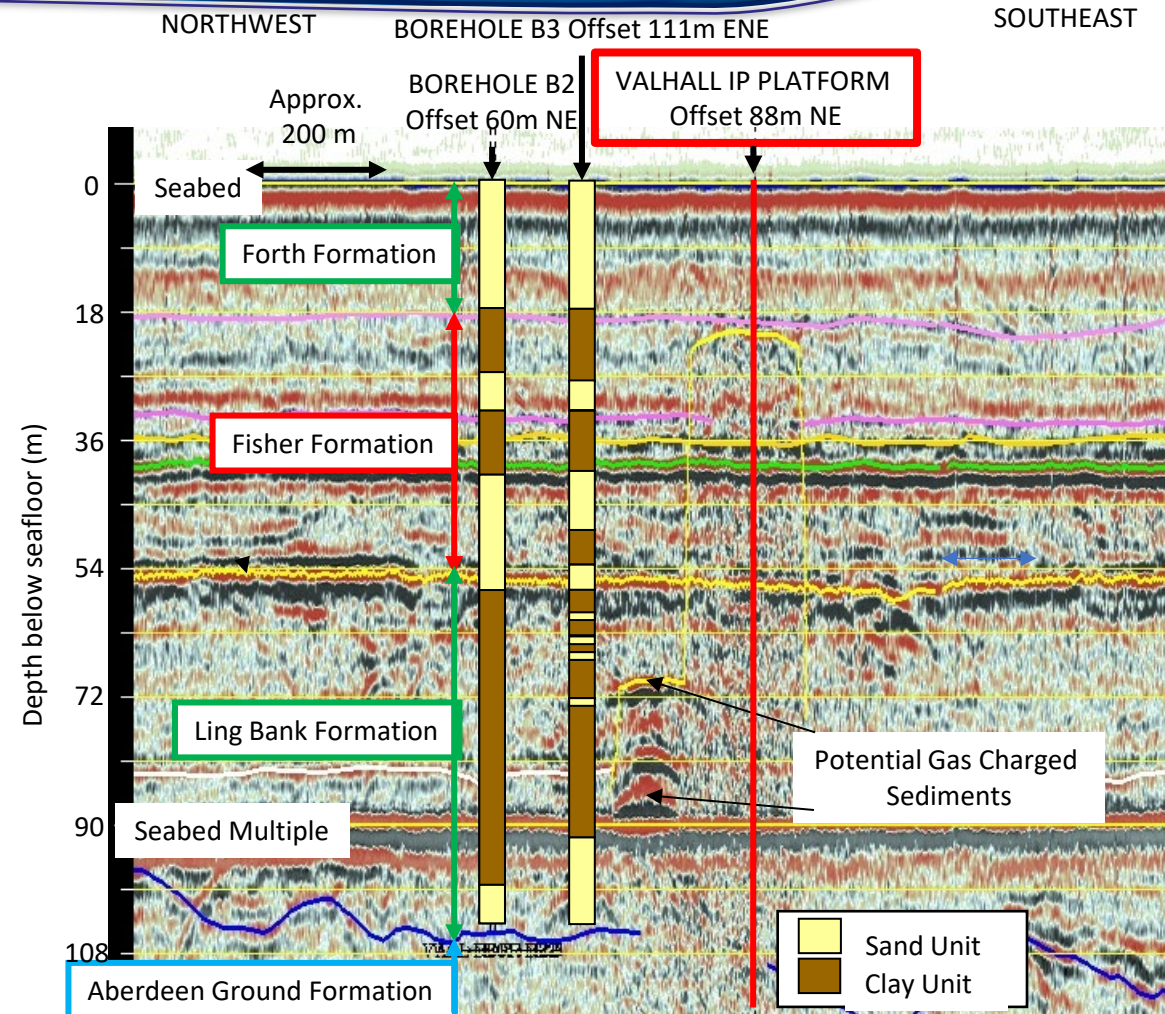 NORTHWEST
SOUTHEAST
BOREHOLE B3 Offset 111m ENE
BOREHOLE B2
Offset 60m NE
VALHALL IP PLATFORM
Offset 88m NE
Approx.
200 m
0
Seabed
Forth Formation
18
Fisher Formation
36
54
72
Ling Bank Formation
Potential Gas Charged
Sediments
90
Seabed Multiple
108
Aberdeen Ground Formation
Sand Unit
Clay Unit
Depth below seafloor (m)